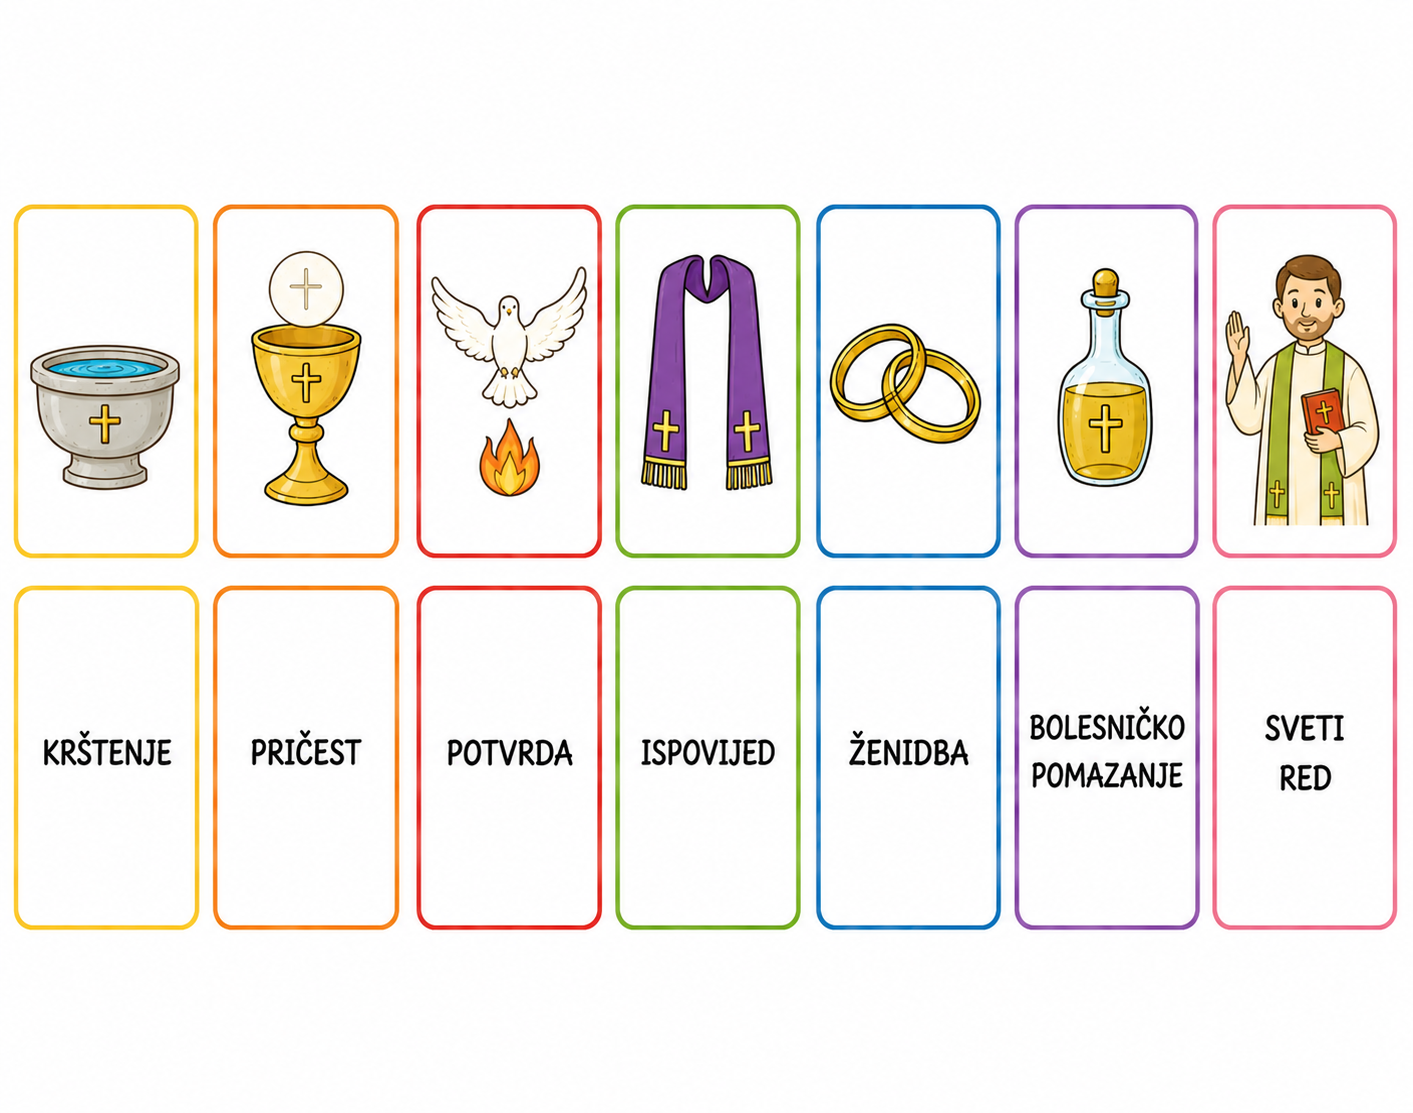 KRŠTENJE
PRIČEST
POTVRDA
ISPOVIJED
ŽENIDBA
BOLESNIČKO
POMAZANJE
SVETI
RED